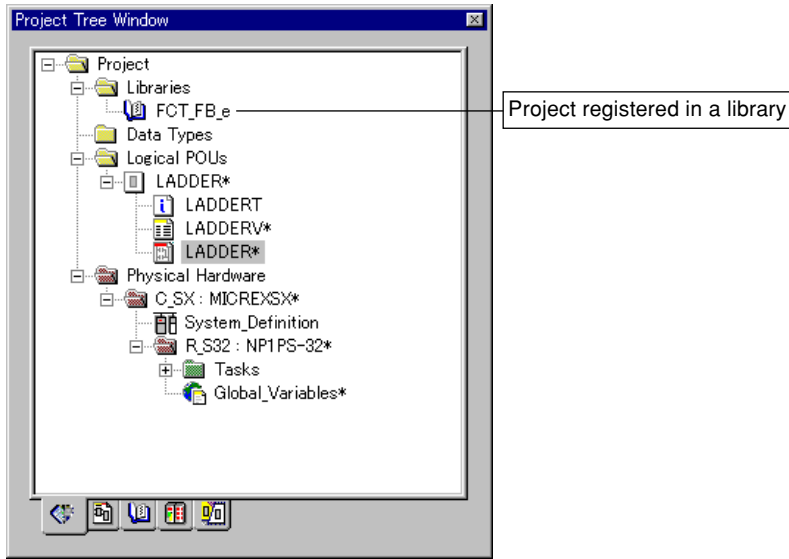 Project Tree Window
Project
Libraries
FCT_FB_e
Project registered in a library
Data Types
Logical POUs
LADDER*
LADDERT
LADDERV*
LADDER*
Physical Hardware
C_SX : MICREXSX*
System_Definition
R_S32 : NP1PS-32*
Tasks
Global_Variables*